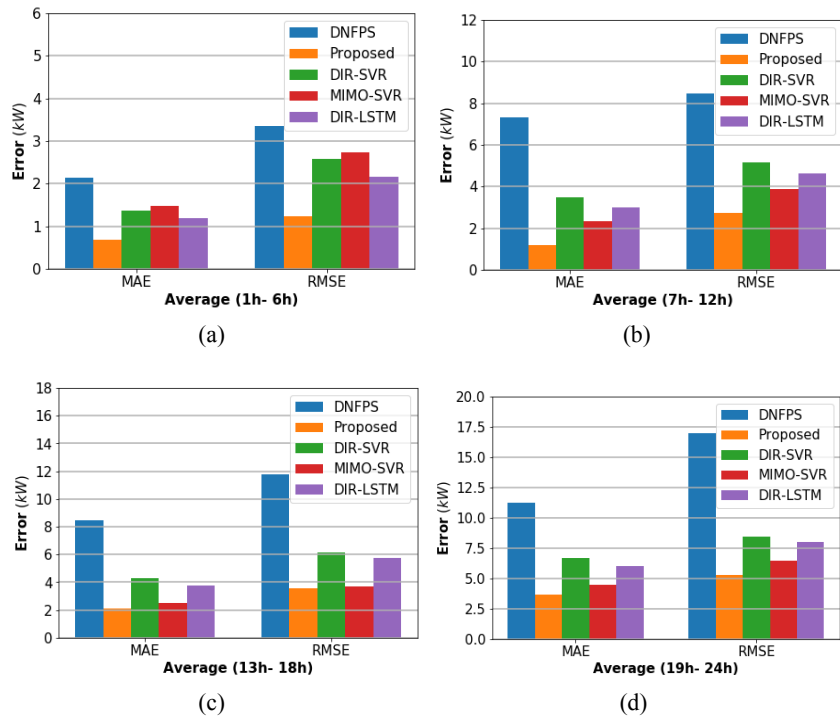 6
5
4
3
2
1
0
Error (kW)
DNFPS
Proposed
DIR-SVR
MIMO-SVR
DIR-LSTM
MAE RMSE
Average (1h- 6h)
(a)
12
10
8
6
4
2
0
Error (kW)
DNFPS
Proposed
DIR-SVR
MIMO-SVR
DIR-LSTM
MAE RMSE
Average (7h- 12h)
(b)
18
16
14
12
10
8
6
4
2
0
Error (kW)
DNFPS
Proposed
DIR-SVR
MIMO-SVR
DIR-LSTM
MAE RMSE
Average (13h- 18h)
(c)
20.0
17.5
15.0
12.5
10.0
7.5
5.0
2.5
0.0
Error (kW)
DNFPS
Proposed
DIR-SVR
MIMO-SVR
DIR-LSTM
MAE RMSE
Average (19h- 24h)
(d)